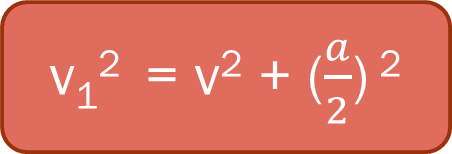 v₁² = v² + (a/2)²